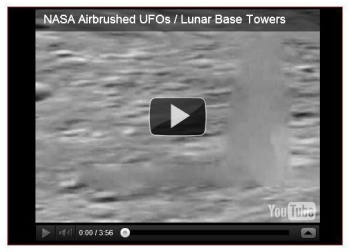 NASA Airbrushed UFOs / Lunar Base Towers
YouTube
0:00 / 3:56